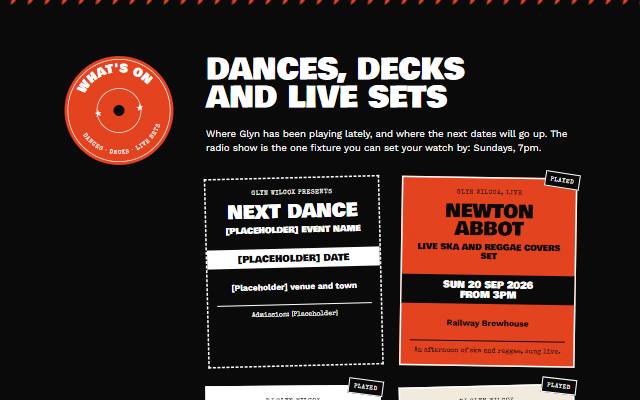 WHAT'S ON
DANCES · DECKS · LIVE SETS
DANCES, DECKS
AND LIVE SETS
Where Glyn has been playing lately, and where the next dates will go up. The
radio show is the one fixture you can set your watch by: Sundays, 7pm.
GLYN WILCOX PRESENTS
NEXT DANCE
[PLACEHOLDER] EVENT NAME
[PLACEHOLDER] DATE
[Placeholder] venue and town
Admission: [Placeholder]
PLAYED
GLYN WILCOX, LIVE
NEWTON
ABBOT
LIVE SKA AND REGGAE COVERS
SET
SUN 20 SEP 2026
FROM 3PM
Railway Brewhouse
An afternoon of ska and reggae, sung live.
PLAYED
PLAYED